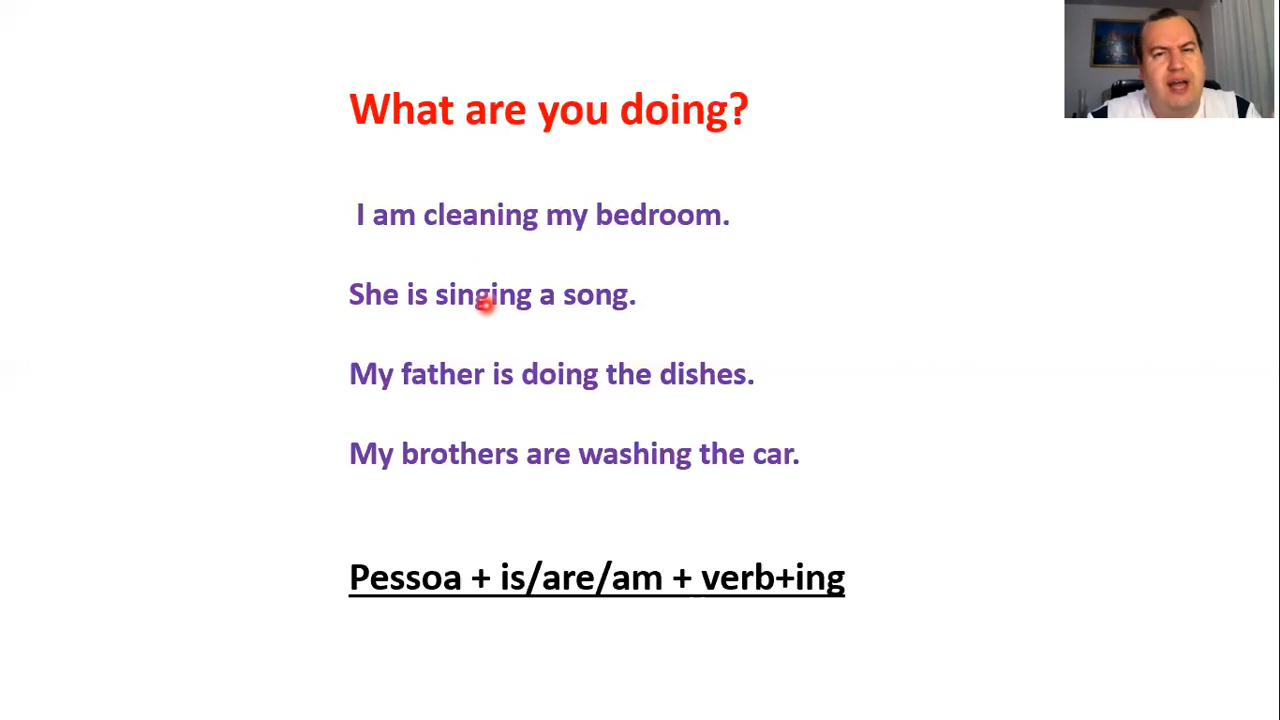 What are you doing?
I am cleaning my bedroom.
She is singing a song.
My father is doing the dishes.
My brothers are washing the car.
Pessoa + is/are/am + verb+ing